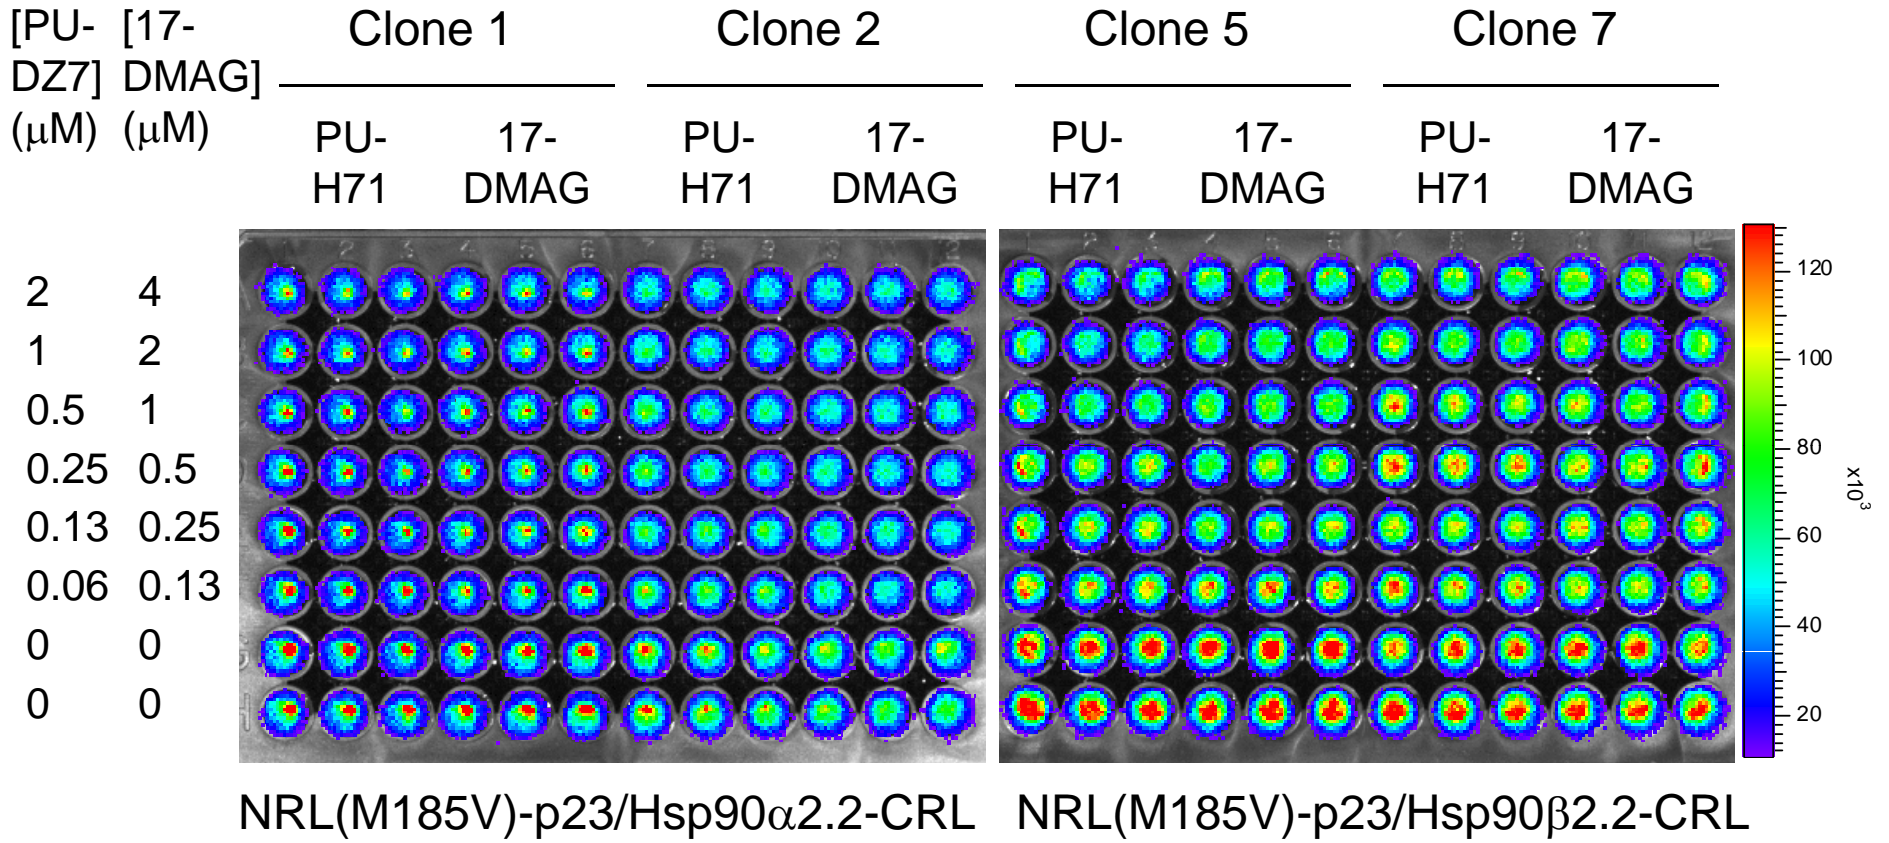 [PU- [17- Clone 1 Clone 2 Clone 5 Clone 7
DZ7] DMAG]
(μM) (μM)
PU- 17- PU- 17- PU- 17- PU- 17-
H71 DMAG H71 DMAG H71 DMAG H71 DMAG
2 4
1 2
0.5 1
0.25 0.5
0.13 0.25
0.06 0.13
0 0
0 0
120
100
80
60
40
20
x10³
NRL(M185V)-p23/Hsp90α2.2-CRL NRL(M185V)-p23/Hsp90β2.2-CRL